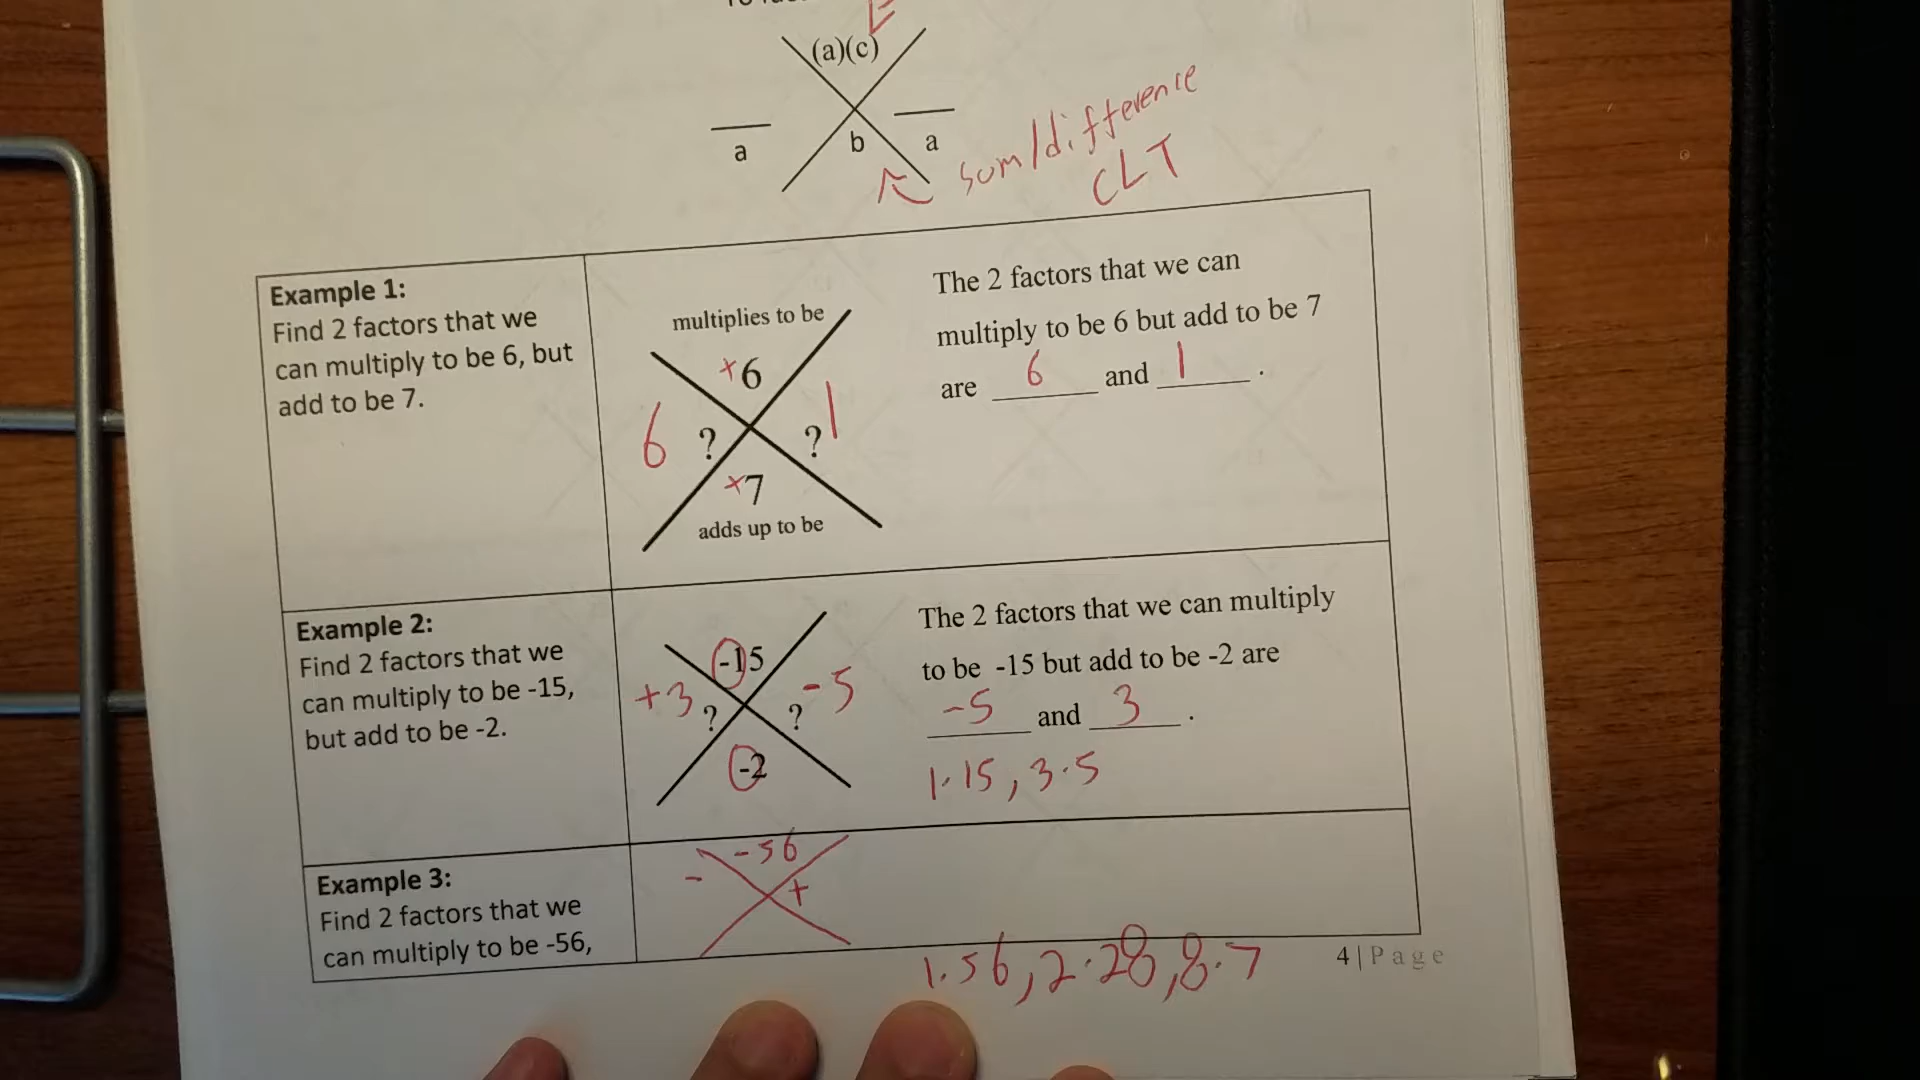 (a)(c)
a
b
a
sum/difference
CLT
Example 1:
Find 2 factors that we
can multiply to be 6, but
add to be 7.
multiplies to be
+6
6 ?
? 1
+7
adds up to be
The 2 factors that we can
multiply to be 6 but add to be 7
are 6 and 1.
Example 2:
Find 2 factors that we
can multiply to be -15,
but add to be -2.
-15
+3 ?
? -5
-2
The 2 factors that we can multiply
to be -15 but add to be -2 are
-5 and 3.
1·15, 3·5
Example 3:
Find 2 factors that we
can multiply to be -56,
-56
-
+
1·56, 2·28, 8·7
4 | Page